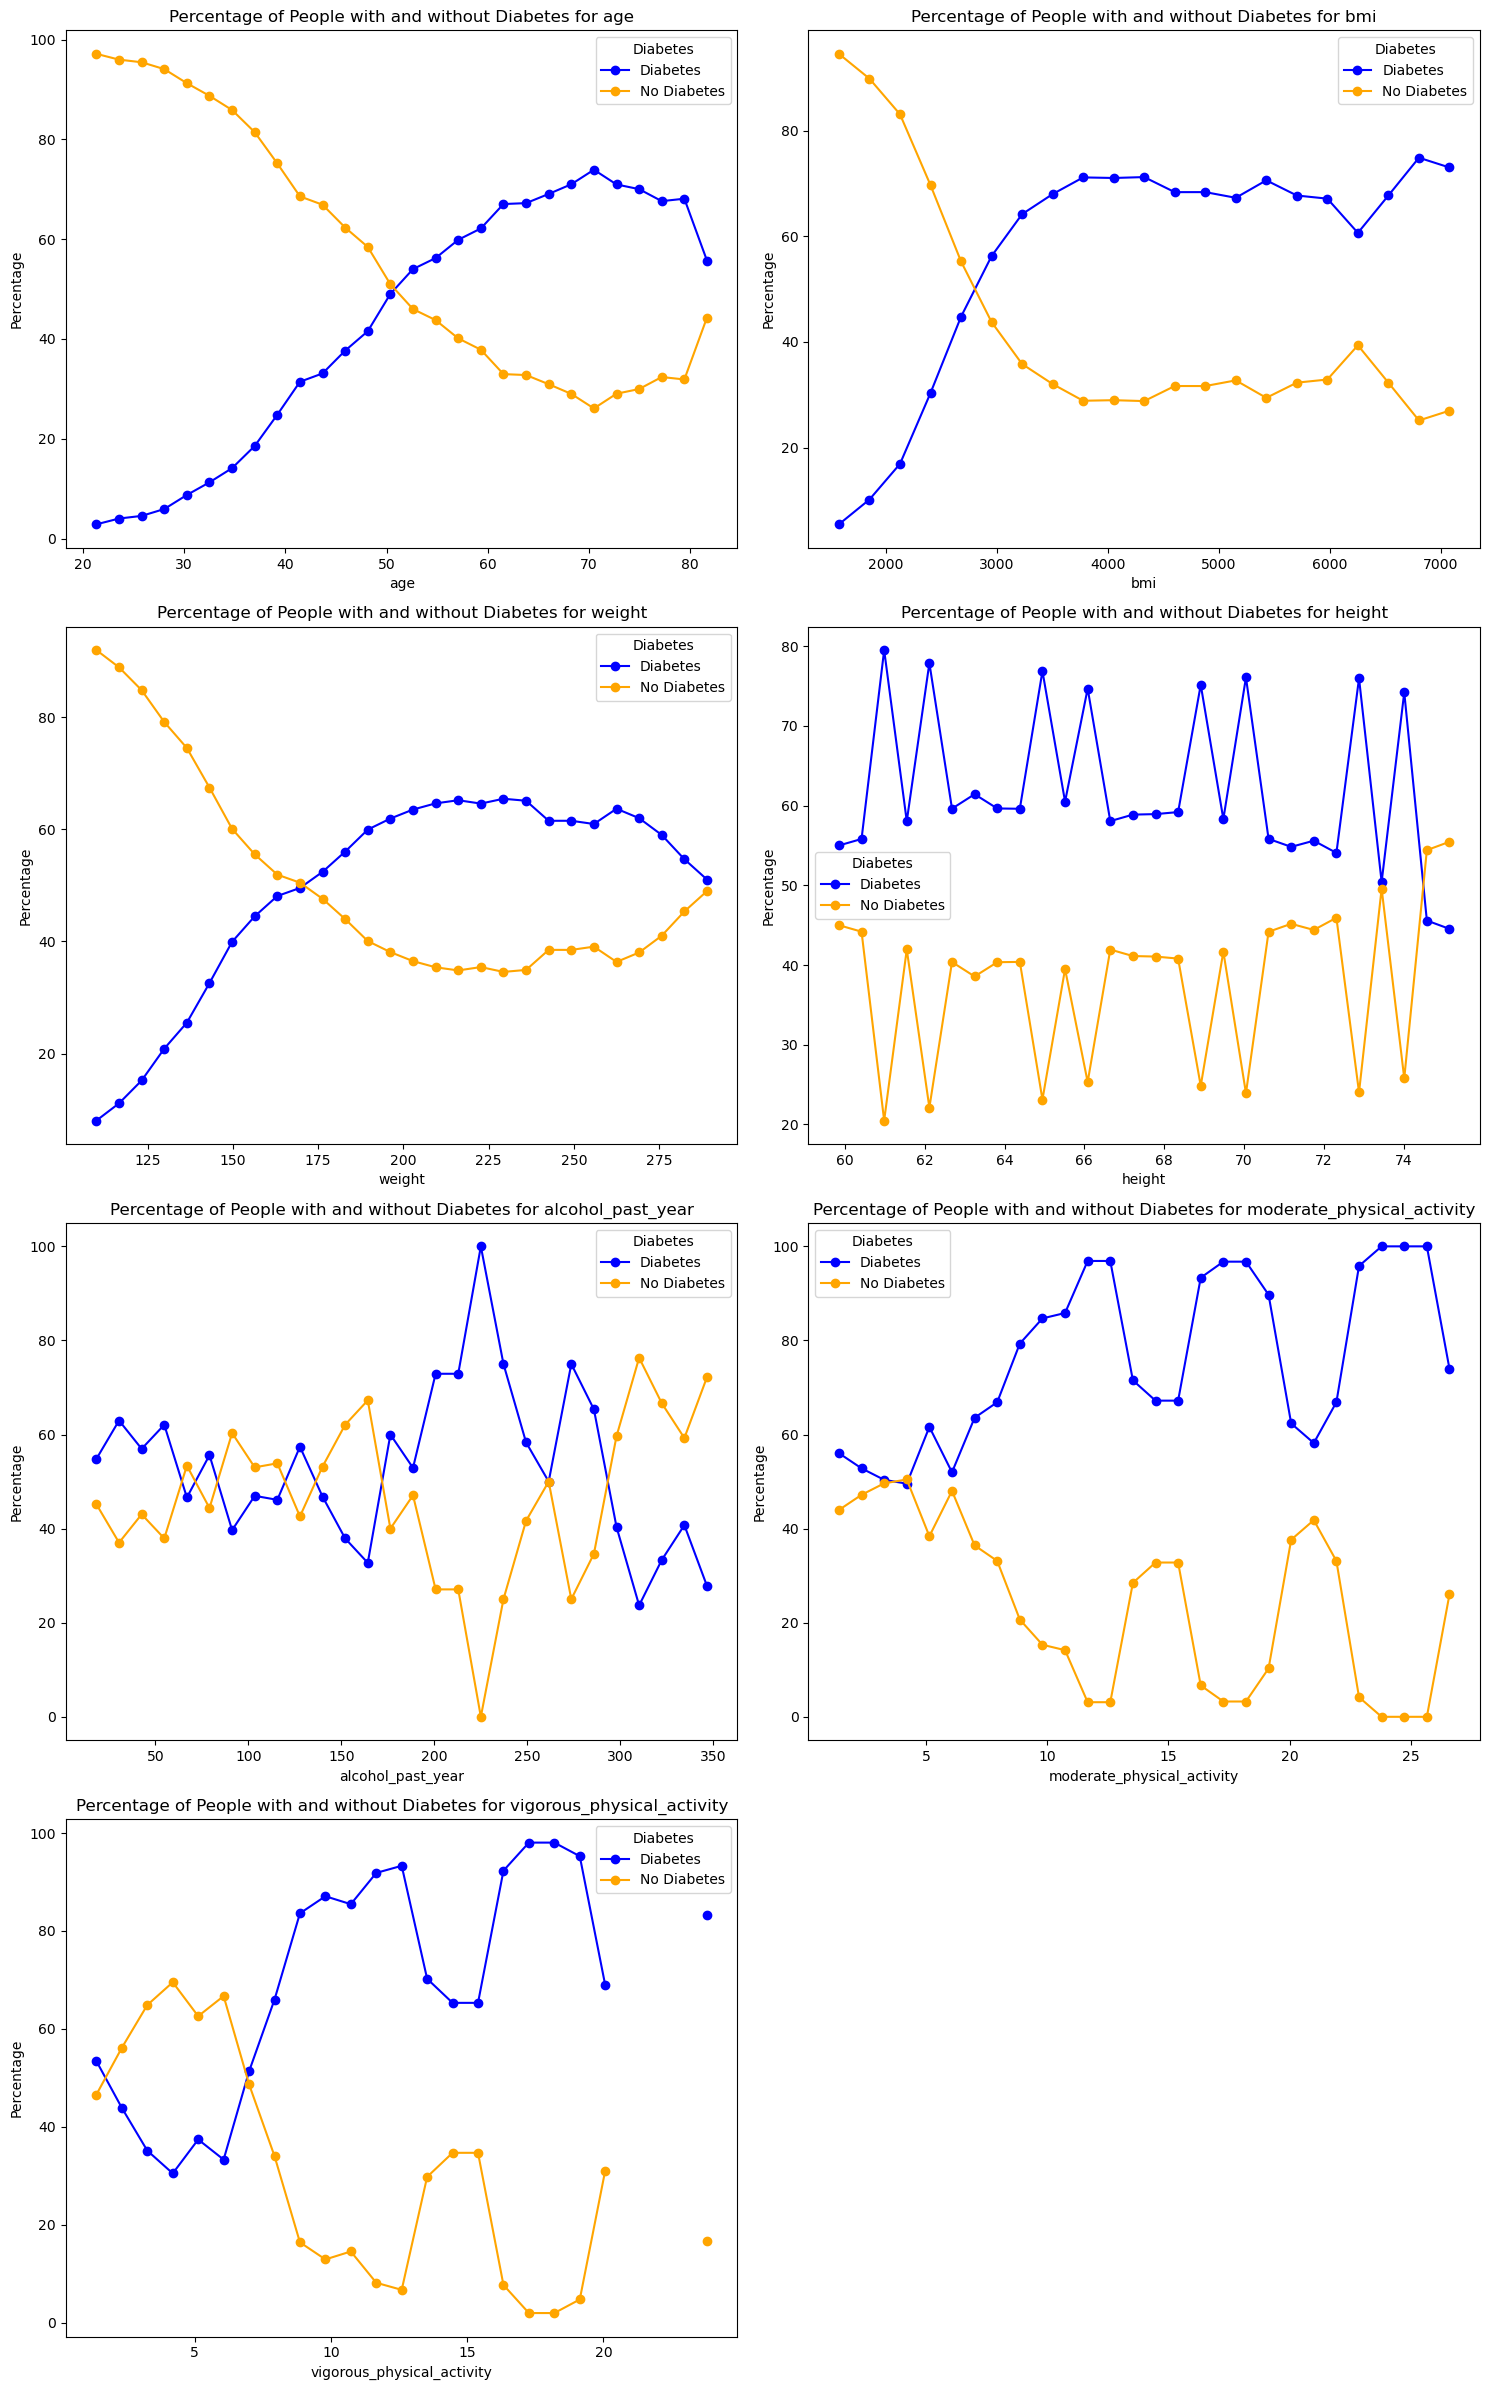 Percentage of People with and without Diabetes for age
Diabetes
Diabetes
No Diabetes
100
80
60
40
20
0
Percentage
20 30 40 50 60 70 80
age
Percentage of People with and without Diabetes for bmi
Diabetes
Diabetes
No Diabetes
80
60
40
20
Percentage
2000 3000 4000 5000 6000 7000
bmi
Percentage of People with and without Diabetes for weight
Diabetes
Diabetes
No Diabetes
80
60
40
20
Percentage
125 150 175 200 225 250 275
weight
Percentage of People with and without Diabetes for height
80
70
60
50
40
30
20
Percentage
Diabetes
Diabetes
No Diabetes
60 62 64 66 68 70 72 74
height
Percentage of People with and without Diabetes for alcohol_past_year
Diabetes
Diabetes
No Diabetes
100
80
60
40
20
0
Percentage
50 100 150 200 250 300 350
alcohol_past_year
Percentage of People with and without Diabetes for moderate_physical_activity
Diabetes
Diabetes
No Diabetes
100
80
60
40
20
0
Percentage
5 10 15 20 25
moderate_physical_activity
Percentage of People with and without Diabetes for vigorous_physical_activity
Diabetes
Diabetes
No Diabetes
100
80
60
40
20
0
Percentage
5 10 15 20
vigorous_physical_activity